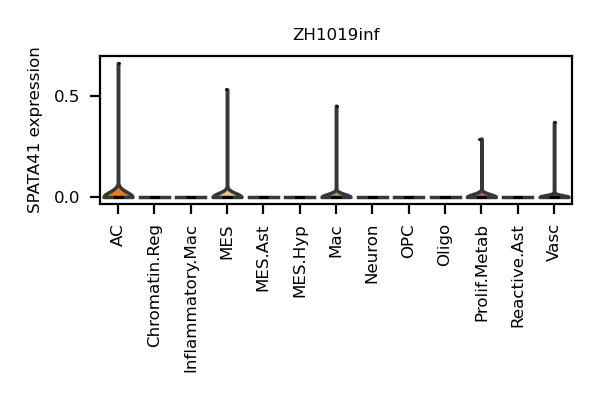 ZH1019inf
SPATA41 expression
0.5
0.0
AC
Chromatin.Reg
Inflammatory.Mac
MES
MES.Ast
MES.Hyp
Mac
Neuron
OPC
Oligo
Prolif.Metab
Reactive.Ast
Vasc